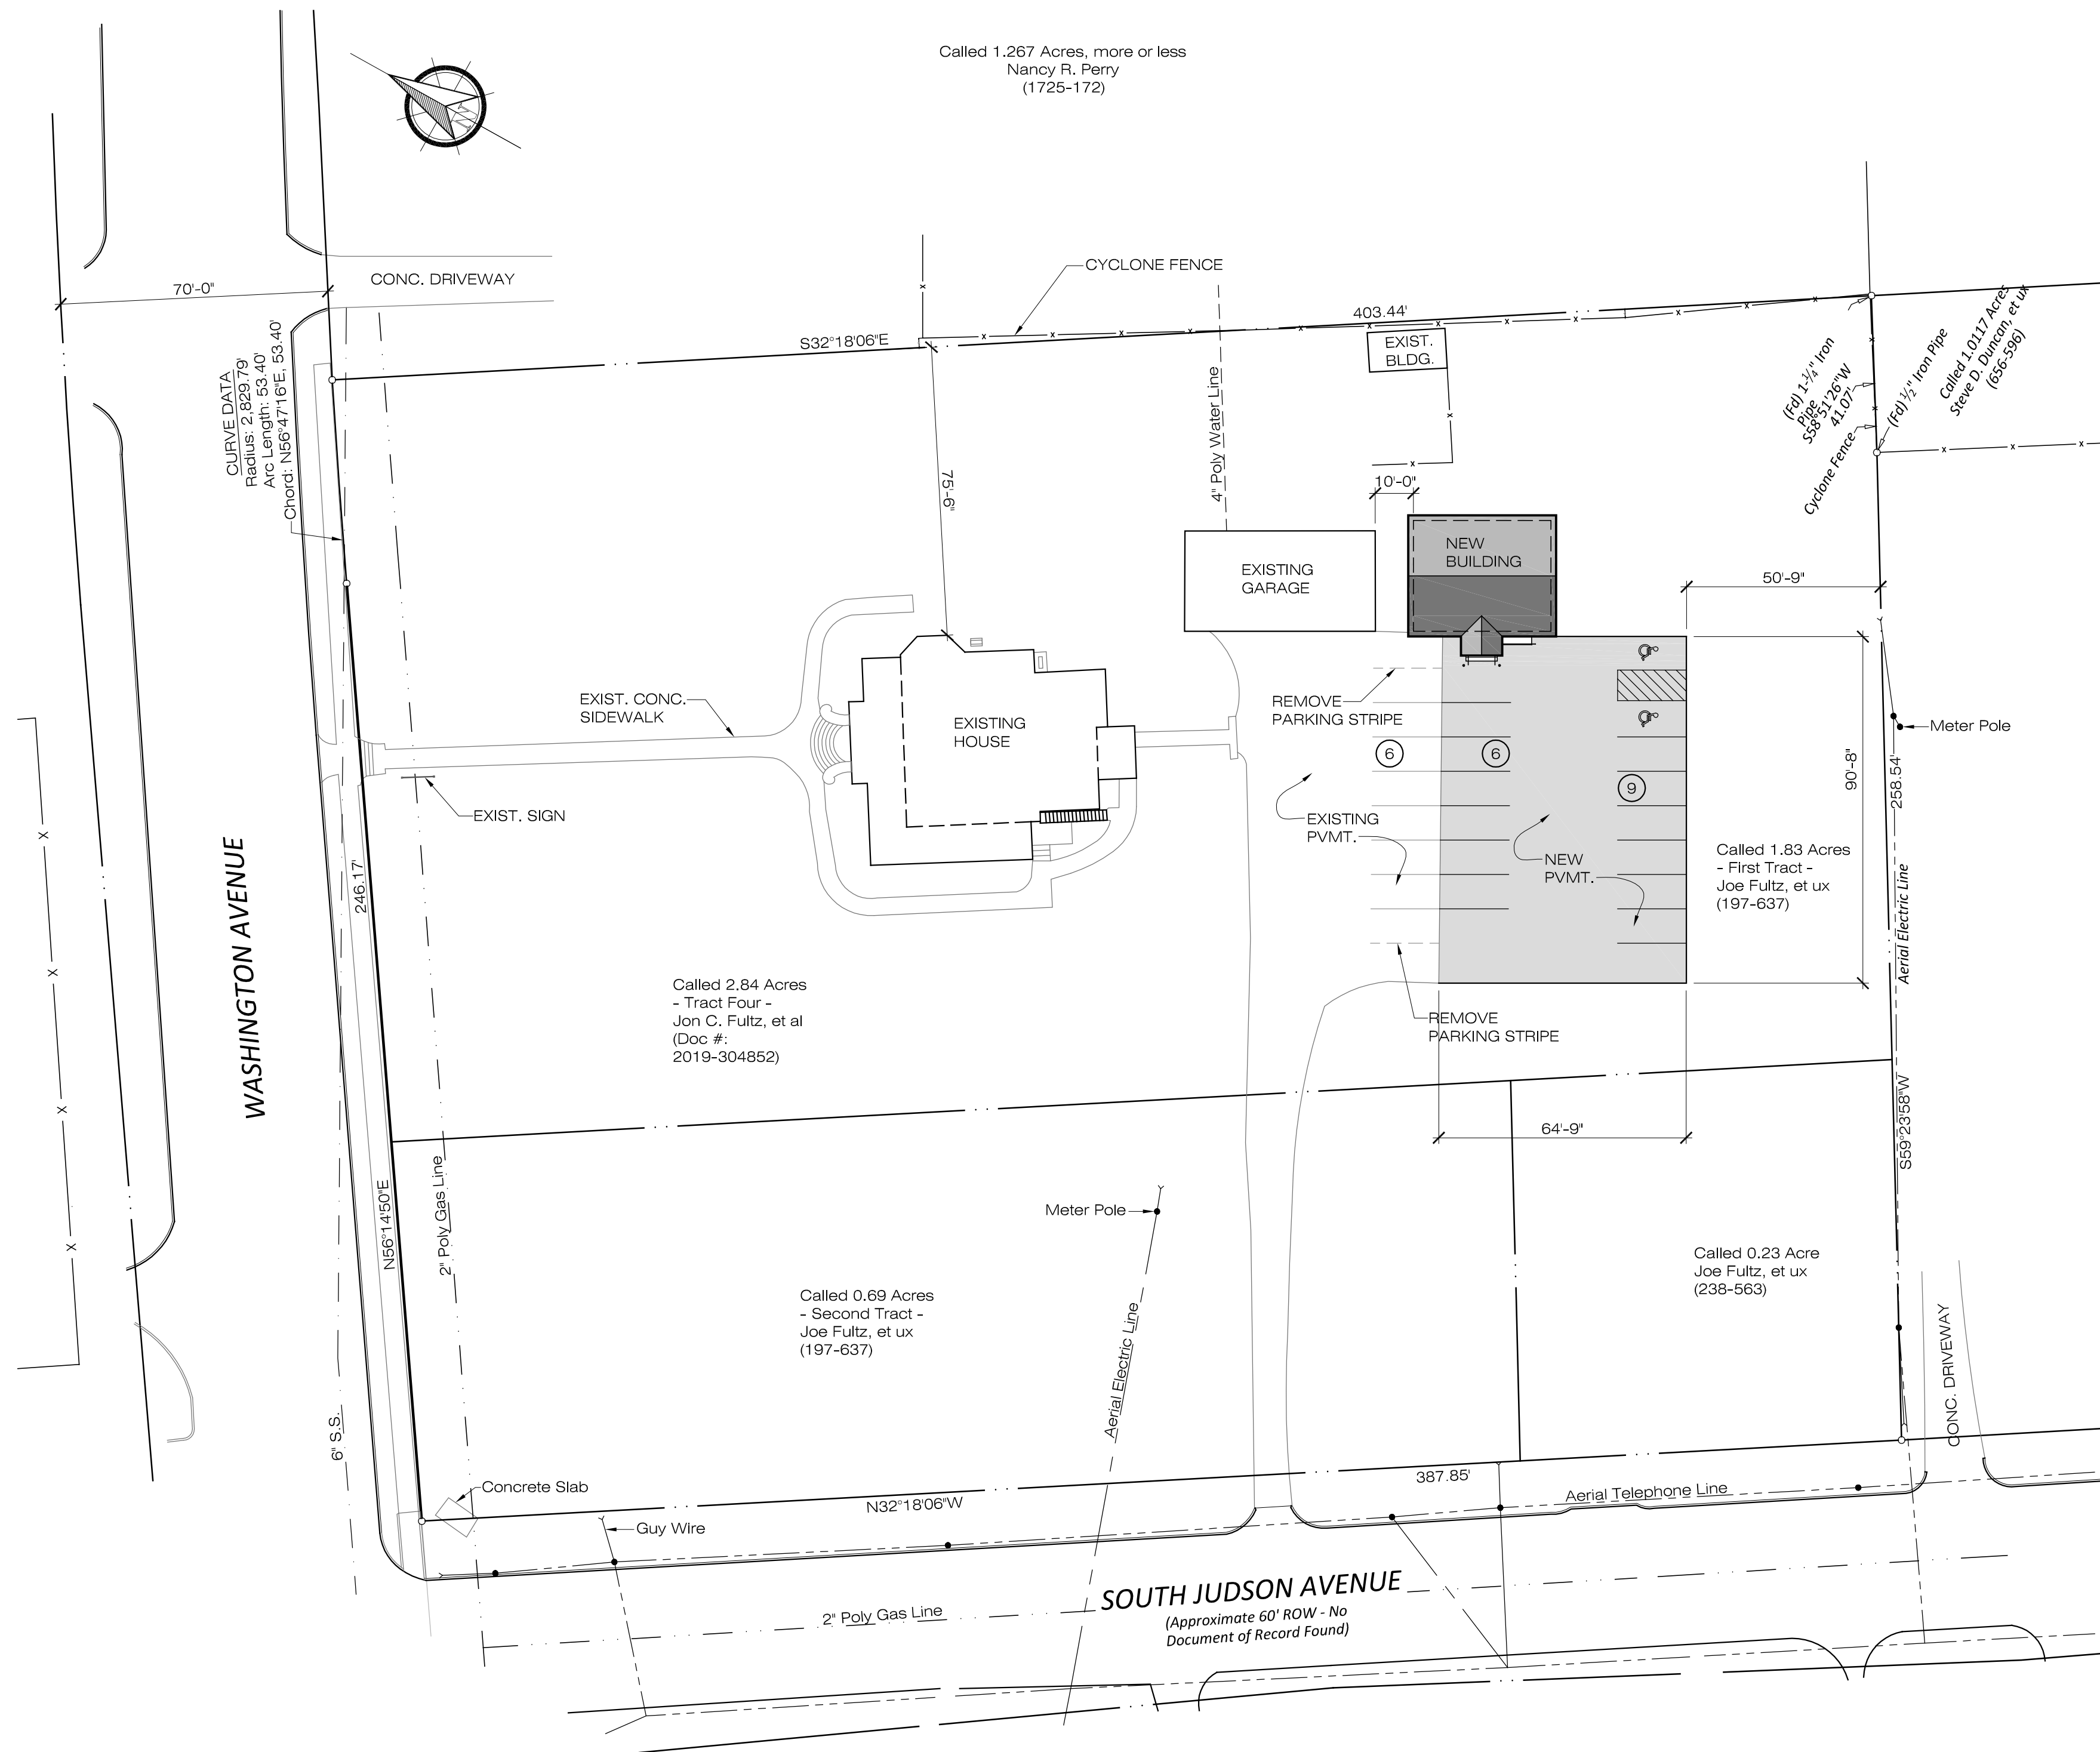 Called 1.267 Acres, more or less
Nancy R. Perry
(1725-172)
70'-0"
CONC. DRIVEWAY
CYCLONE FENCE
S32°18'06"E
403.44'
EXIST.
BLDG.
4" Poly Water Line
CURVE DATA
Radius: 2,829.79'
Arc Length: 53.40'
Chord: N56°47'16"E, 53.40'
75'-6"
10'-0"
(Fd) 1-1/4" Iron
Pipe
S58°51'26"W
41.07'
Cyclone Fence
(Fd) 1/2" Iron Pipe
Called 1.0117 Acres
Steve D. Duncan, et ux
(656-596)
NEW
BUILDING
EXISTING
GARAGE
50'-9"
EXIST. CONC.
SIDEWALK
EXISTING
HOUSE
REMOVE
PARKING STRIPE
Meter Pole
6
6
9
EXIST. SIGN
EXISTING
PVMT.
NEW
PVMT.
90'-8"
258.54'
Aerial Electric Line
S59°23'58"W
Called 1.83 Acres
- First Tract -
Joe Fultz, et ux
(197-637)
WASHINGTON AVENUE
246.17'
N56°14'50"E
2" Poly Gas Line
6" S.S.
Called 2.84 Acres
- Tract Four -
Jon C. Fultz, et al
(Doc #:
2019-304852)
REMOVE
PARKING STRIPE
64'-9"
Meter Pole
Aerial Electric Line
Called 0.69 Acres
- Second Tract -
Joe Fultz, et ux
(197-637)
Called 0.23 Acre
Joe Fultz, et ux
(238-563)
CONC. DRIVEWAY
Concrete Slab
Guy Wire
N32°18'06"W
387.85'
Aerial Telephone Line
2" Poly Gas Line
SOUTH JUDSON AVENUE
(Approximate 60' ROW - No
Document of Record Found)